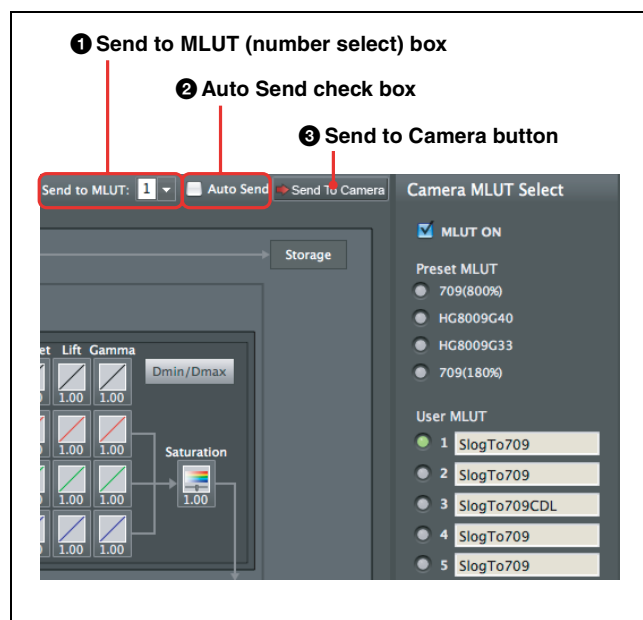 ❶ Send to MLUT (number select) box
❷ Auto Send check box
❸ Send to Camera button
Send to MLUT: 1 Auto Send Send To Camera
Camera MLUT Select
MLUT ON
Storage
Preset MLUT
709(800%)
HG8009G40
HG8009G33
709(180%)
Lift Gamma
Dmin/Dmax
1.00 1.00
1.00 1.00
Saturation
1.00
1.00 1.00
1.00 1.00
User MLUT
1 SlogTo709
2 SlogTo709
3 SlogTo709CDL
4 SlogTo709
5 SlogTo709